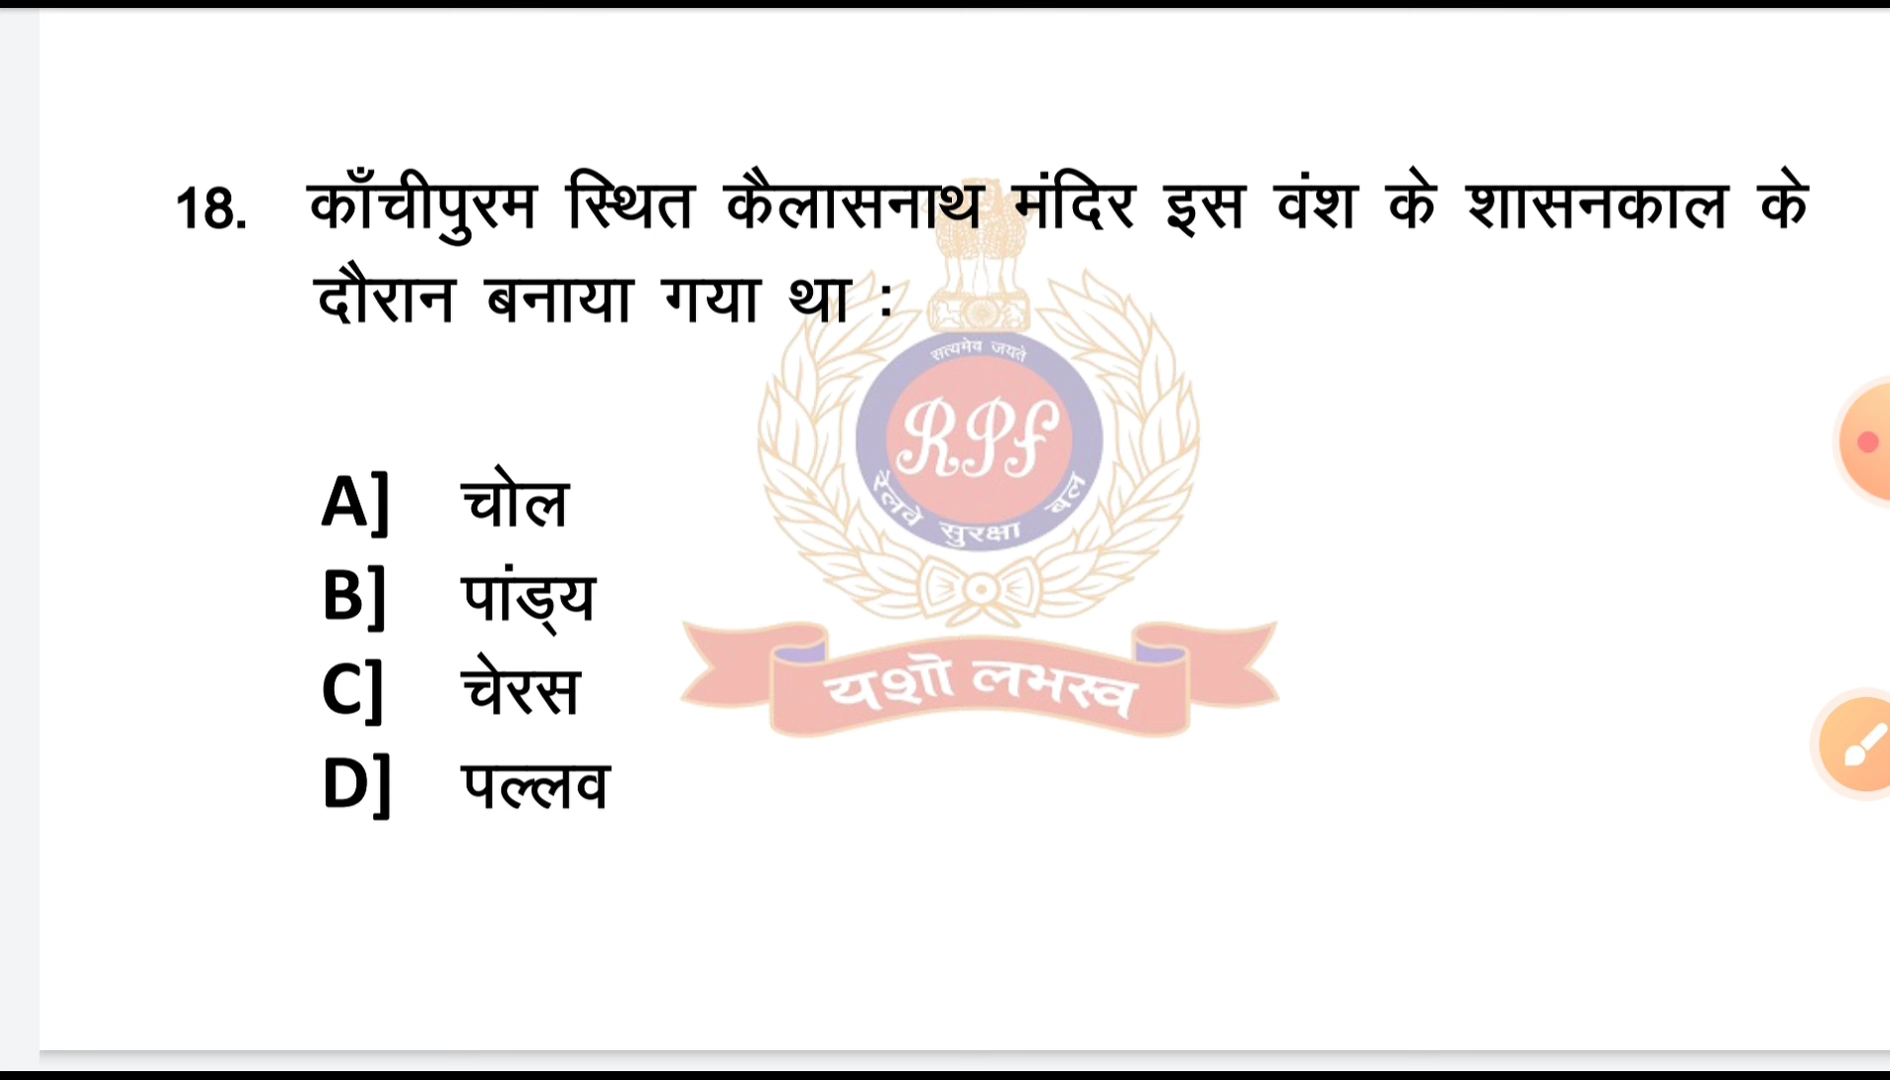 18. काँचीपुरम स्थित कैलासनाथ मंदिर इस वंश के शासनकाल के
दौरान बनाया गया था :
सत्यमेव जयते
RPF
रेलवे सुरक्षा बल
A] चोल
B] पांड्य
C] चेरस
यशो लभस्व
D] पल्लव